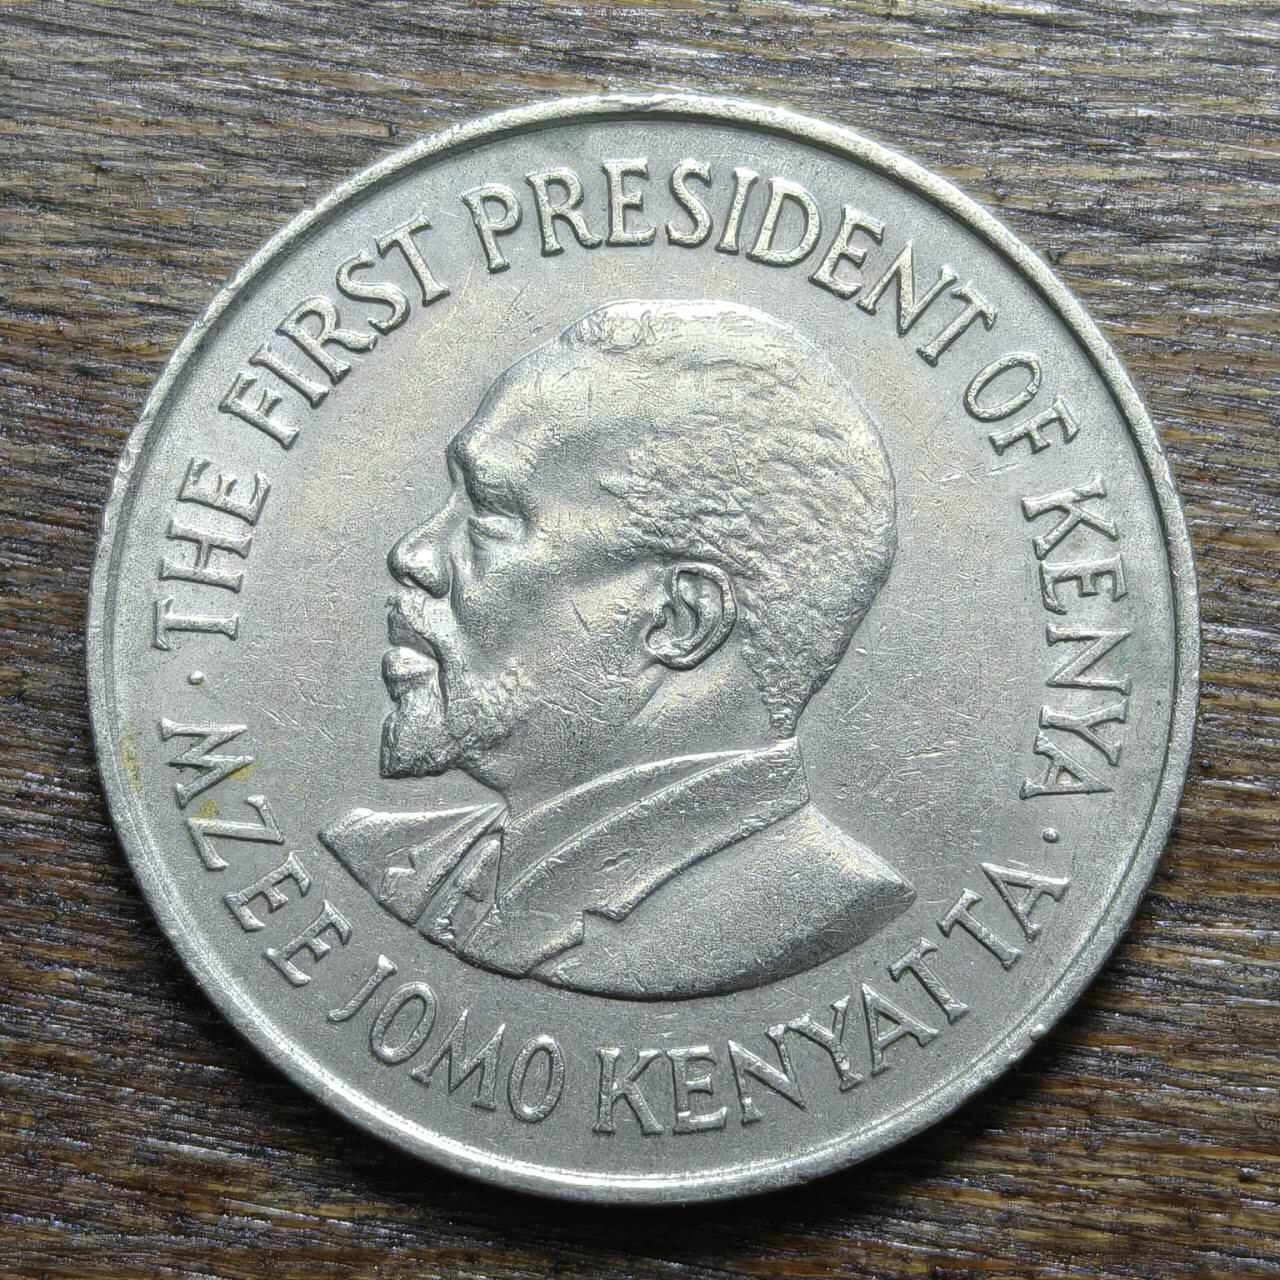 · THE FIRST PRESIDENT OF KENYA ·
MZEE JOMO KENYATTA